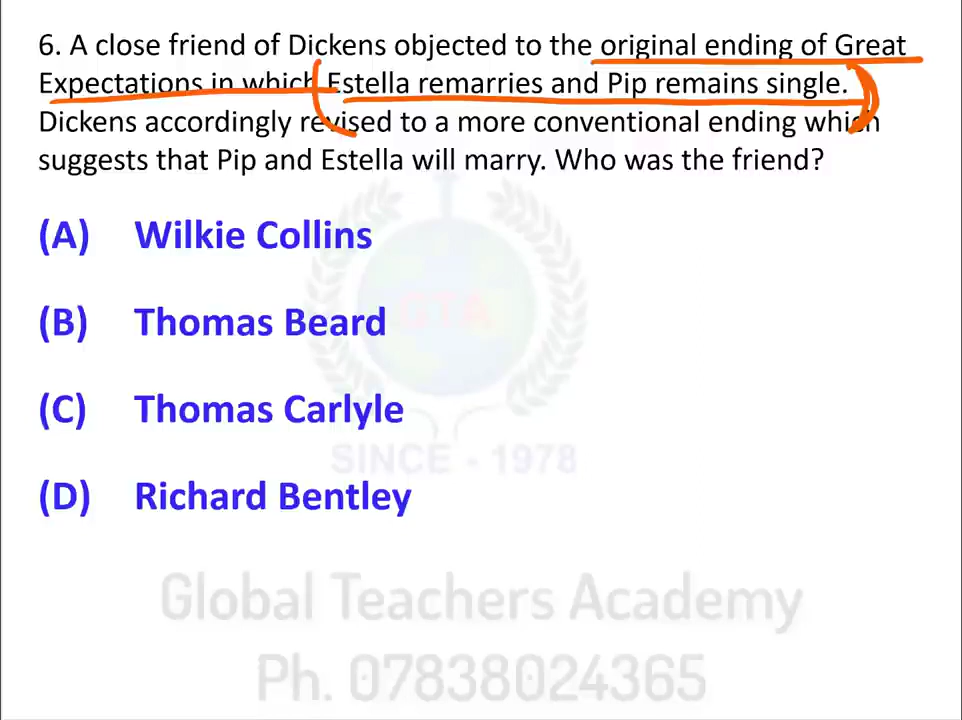 6. A close friend of Dickens objected to the original ending of Great
Expectations in which Estella remarries and Pip remains single.
Dickens accordingly revised to a more conventional ending which
suggests that Pip and Estella will marry. Who was the friend?
(A) Wilkie Collins
(B) Thomas Beard
GTA
(C) Thomas Carlyle
SINCE - 1978
(D) Richard Bentley
Global Teachers Academy
Ph. 07838024365